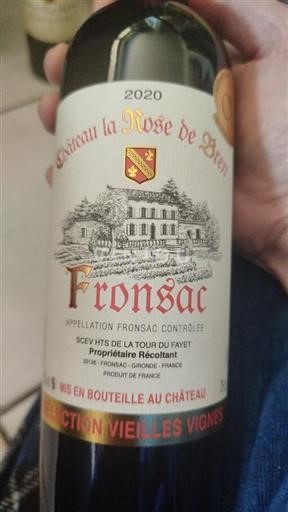 2020
Château la Rose de Bren
Fronsac
APPELLATION FRONSAC CONTRÔLÉE
SCEV HTS DE LA TOUR DU FAYET
Propriétaire Récoltant
33126 - FRONSAC - GIRONDE - FRANCE
PRODUIT DE FRANCE
MIS EN BOUTEILLE AU CHÂTEAU
SÉLECTION VIEILLES VIGNES